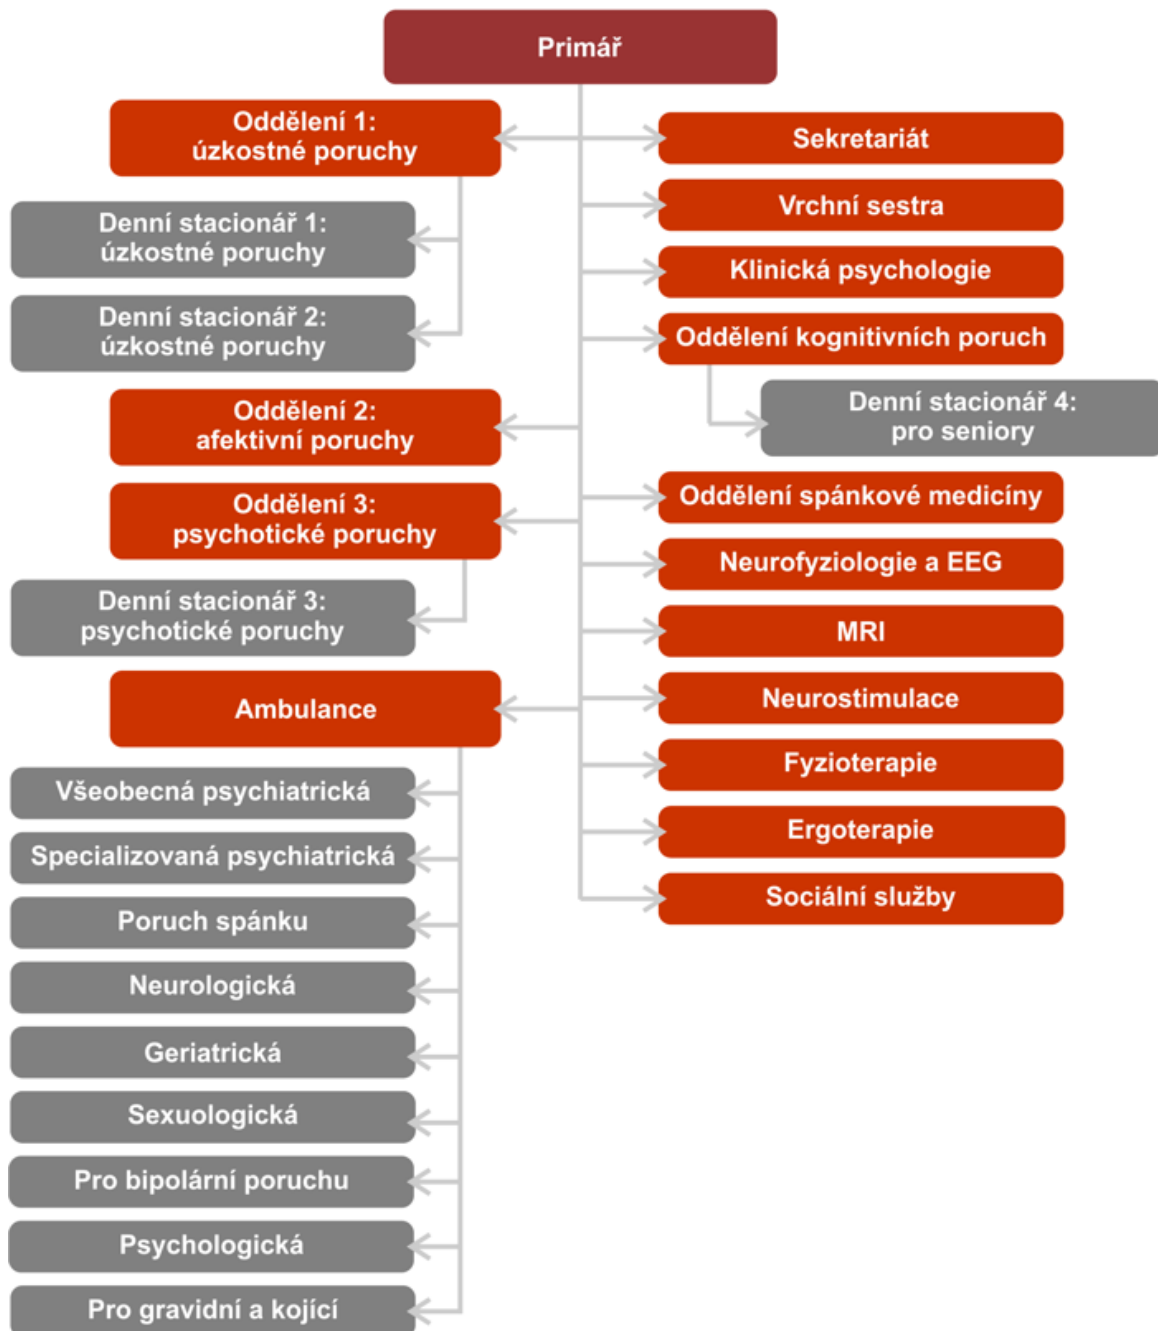 Primář
Oddělení 1:
úzkostné poruchy
Denní stacionář 1:
úzkostné poruchy
Denní stacionář 2:
úzkostné poruchy
Oddělení 2:
afektivní poruchy
Oddělení 3:
psychotické poruchy
Denní stacionář 3:
psychotické poruchy
Ambulance
Všeobecná psychiatrická
Specializovaná psychiatrická
Poruch spánku
Neurologická
Geriatrická
Sexuologická
Pro bipolární poruchu
Psychologická
Pro gravidní a kojící
Sekretariát
Vrchní sestra
Klinická psychologie
Oddělení kognitivních poruch
Denní stacionář 4:
pro seniory
Oddělení spánkové medicíny
Neurofyziologie a EEG
MRI
Neurostimulace
Fyzioterapie
Ergoterapie
Sociální služby